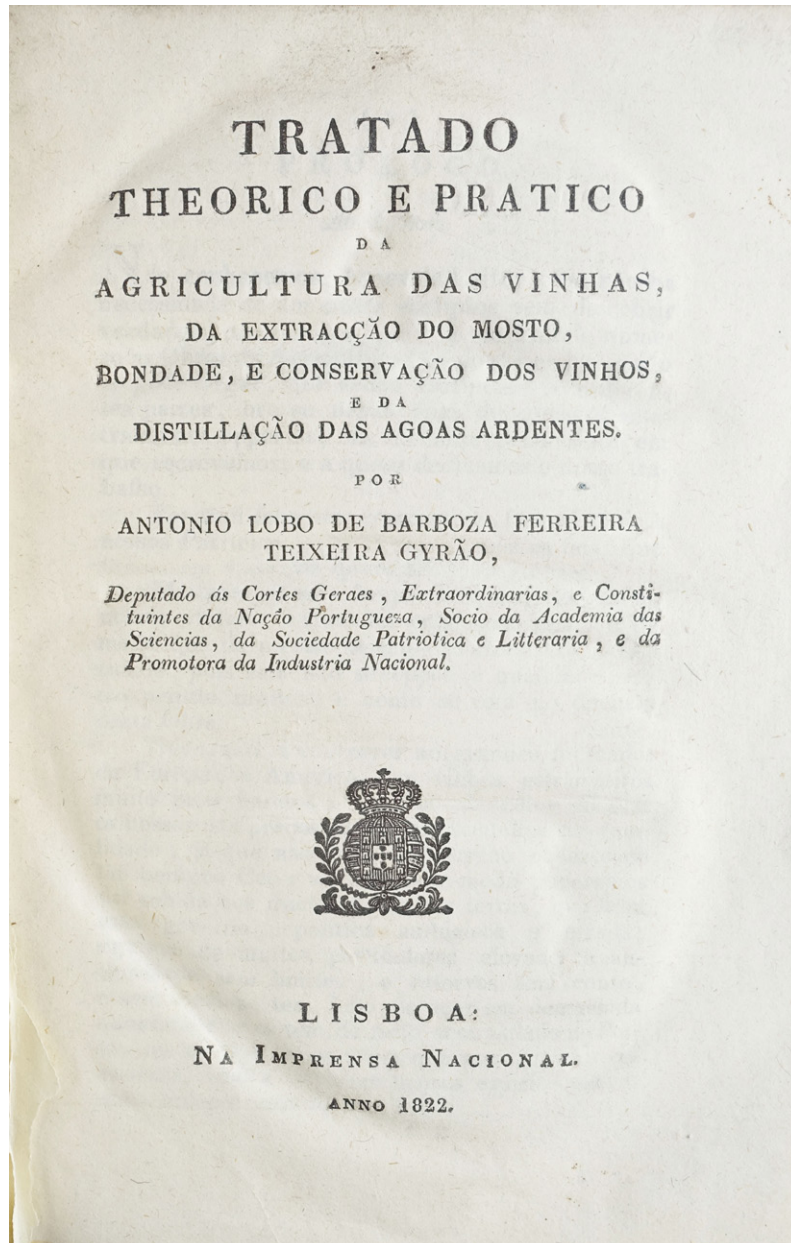 TRATADO
THEORICO E PRATICO
DA
AGRICULTURA DAS VINHAS,
DA EXTRACÇÃO DO MOSTO,
BONDADE, E CONSERVAÇÃO DOS VINHOS,
E DA
DISTILLAÇÃO DAS AGOAS ARDENTES.
POR
ANTONIO LOBO DE BARBOZA FERREIRA
TEIXEIRA GYRÃO,
Deputado ás Cortes Geraes, Extraordinarias, e Consti-
tuintes da Nação Portugueza, Socio da Academia das
Sciencias, da Sociedade Patriotica e Litteraria, e da
Promotora da Industria Nacional.
LISBOA:
NA IMPRENSA NACIONAL.
ANNO 1822.